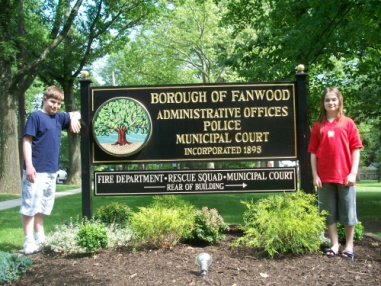 BOROUGH OF FANWOOD
ADMINISTRATIVE OFFICES
POLICE
MUNICIPAL COURT
INCORPORATED 1895
FIRE DEPARTMENT • RESCUE SQUAD • MUNICIPAL COURT
REAR OF BUILDING